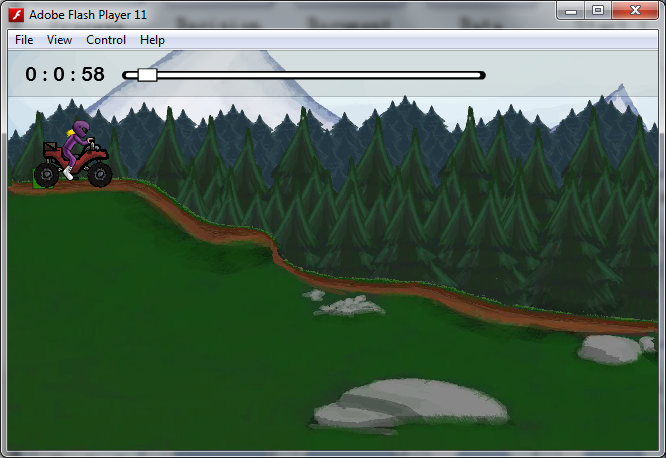 Adobe Flash Player 11
File View Control Help
0:0:58